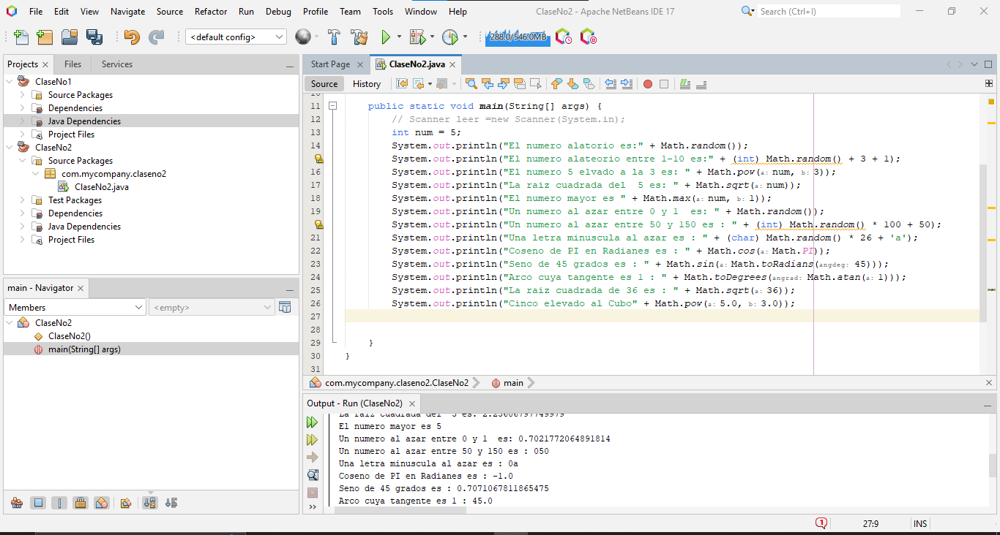 File Edit View Navigate Source Refactor Run Debug Profile Team Tools Window Help
ClaseNo2 - Apache NetBeans IDE 17
Search (Ctrl+I)
<default config>
288.0/546.0MB
Projects Files Services
ClaseNo1
Source Packages
Dependencies
Java Dependencies
Project Files
ClaseNo2
Source Packages
com.mycompany.claseno2
ClaseNo2.java
Test Packages
Dependencies
Java Dependencies
Project Files
main - Navigator
Members
<empty>
ClaseNo2
ClaseNo2()
main(String[] args)
Start Page ClaseNo2.java
Source History
10
11 public static void main(String[] args) {
12 // Scanner leer =new Scanner(System.in);
13 int num = 5;
14 System.out.println("El numero alatorio es:" + Math.random());
System.out.println("El numero alateorio entre 1-10 es:" + (int) Math.random() + 3 + 1);
16 System.out.println("El numero 5 elvado a la 3 es: " + Math.pow(a: num, b: 3));
17 System.out.println("La raiz cuadrada del  5 es: " + Math.sqrt(a: num));
18 System.out.println("El numero mayor es " + Math.max(a: num, b: 1));
19 System.out.println("Un numero al azar entre 0 y 1  es: " + Math.random());
System.out.println("Un numero al azar entre 50 y 150 es : " + (int) Math.random() * 100 + 50);
21 System.out.println("Una letra minuscula al azar es : " + (char) Math.random() * 26 + 'a');
22 System.out.println("Coseno de PI en Radianes es : " + Math.cos(a: Math.PI));
23 System.out.println("Seno de 45 grados es : " + Math.sin(a: Math.toRadians(angdeg: 45)));
24 System.out.println("Arco cuya tangente es 1 : " + Math.toDegrees(angrad: Math.atan(a: 1)));
25 System.out.println("La raiz cuadrada de 36 es : " + Math.sqrt(a: 36));
26 System.out.println("Cinco elevado al Cubo" + Math.pow(a: 5.0, b: 3.0));
27
28
29 }
30 }
31
com.mycompany.claseno2.ClaseNo2 main
Output - Run (ClaseNo2)
La raiz cuadrada del  5 es: 2.23606797749979
El numero mayor es 5
Un numero al azar entre 0 y 1  es: 0.7021772064891814
Un numero al azar entre 50 y 150 es : 050
Una letra minuscula al azar es : 0a
Coseno de PI en Radianes es : -1.0
Seno de 45 grados es : 0.7071067811865475
Arco cuya tangente es 1 : 45.0
1 27:9 INS